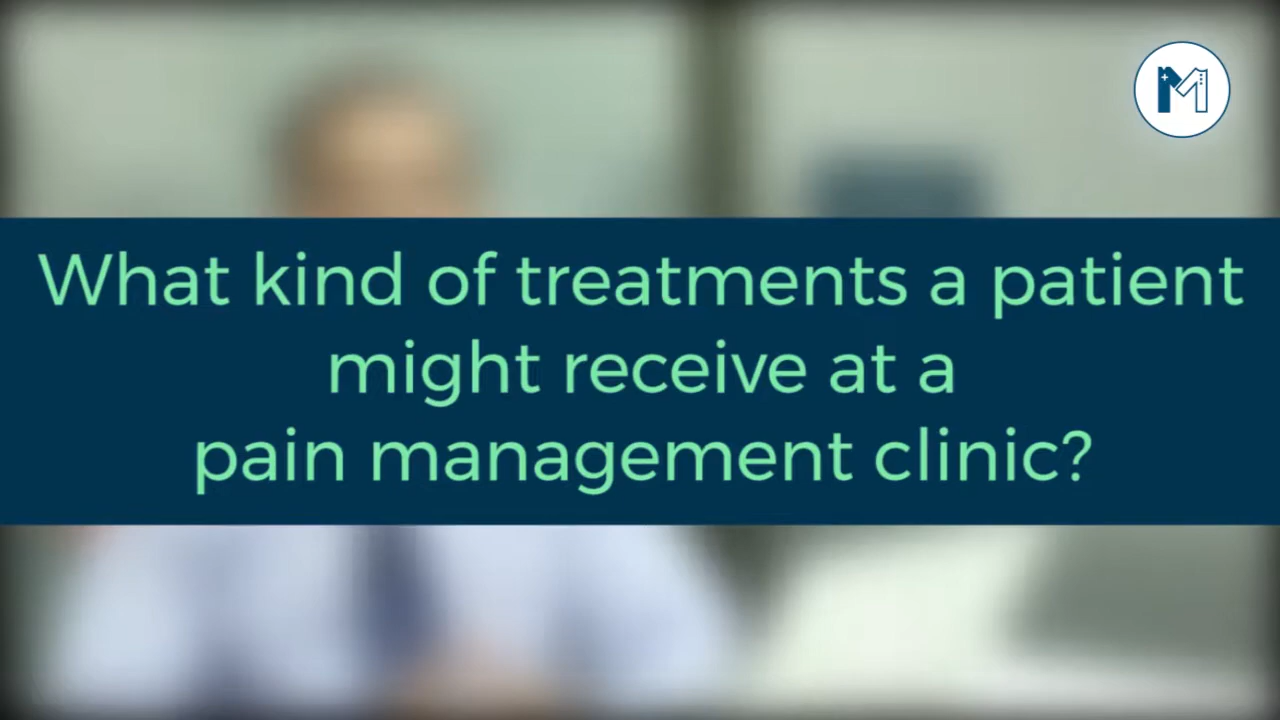 What kind of treatments a patient
might receive at a
pain management clinic?
M